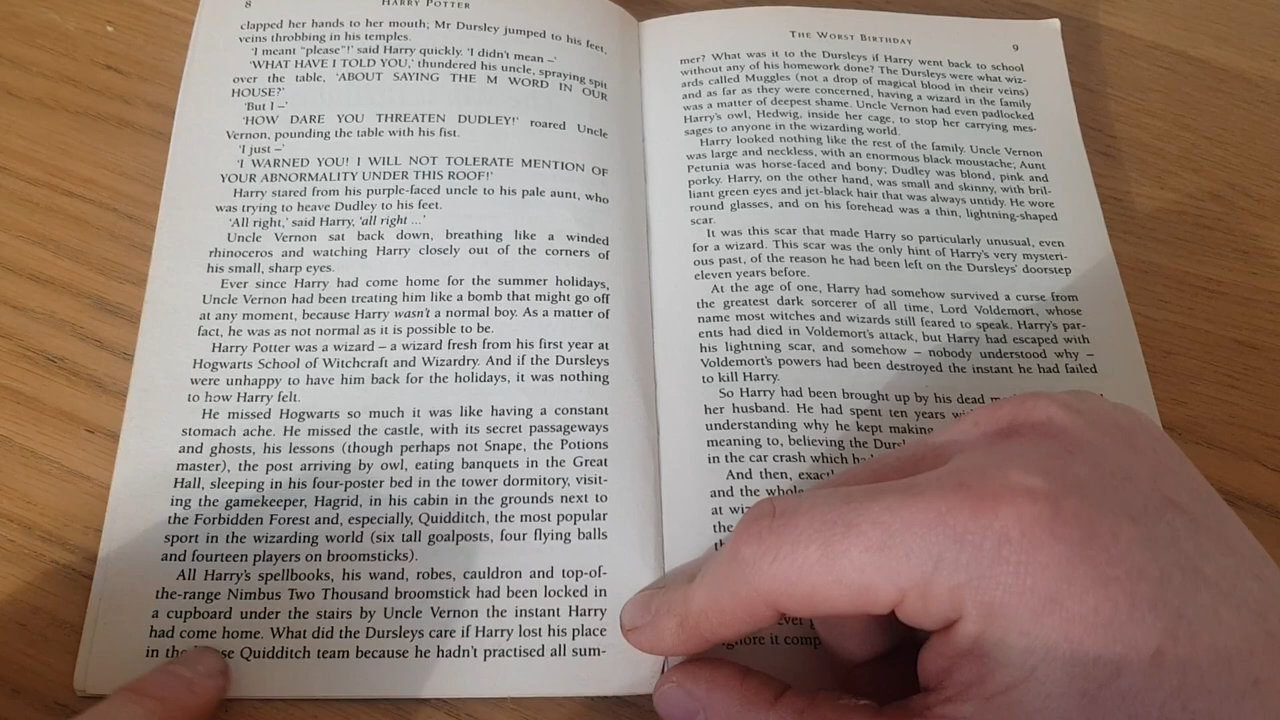 8
HARRY POTTER
clapped her hands to her mouth; Mr Dursley jumped to his feet,
veins throbbing in his temples.
'I meant "please"!' said Harry quickly. 'I didn't mean –'
'WHAT HAVE I TOLD YOU,' thundered his uncle, spraying spit
over the table, 'ABOUT SAYING THE M WORD IN OUR
HOUSE?'
'But I –'
'HOW DARE YOU THREATEN DUDLEY!' roared Uncle
Vernon, pounding the table with his fist.
'I just –'
'I WARNED YOU! I WILL NOT TOLERATE MENTION OF
YOUR ABNORMALITY UNDER THIS ROOF!'
Harry stared from his purple-faced uncle to his pale aunt, who
was trying to heave Dudley to his feet.
'All right,' said Harry, 'all right ...'
Uncle Vernon sat back down, breathing like a winded
rhinoceros and watching Harry closely out of the corners of
his small, sharp eyes.
Ever since Harry had come home for the summer holidays,
Uncle Vernon had been treating him like a bomb that might go off
at any moment, because Harry wasn't a normal boy. As a matter of
fact, he was as not normal as it is possible to be.
Harry Potter was a wizard – a wizard fresh from his first year at
Hogwarts School of Witchcraft and Wizardry. And if the Dursleys
were unhappy to have him back for the holidays, it was nothing
to how Harry felt.
He missed Hogwarts so much it was like having a constant
stomach ache. He missed the castle, with its secret passageways
and ghosts, his lessons (though perhaps not Snape, the Potions
master), the post arriving by owl, eating banquets in the Great
Hall, sleeping in his four-poster bed in the tower dormitory, visit-
ing the gamekeeper, Hagrid, in his cabin in the grounds next to
the Forbidden Forest and, especially, Quidditch, the most popular
sport in the wizarding world (six tall goalposts, four flying balls
and fourteen players on broomsticks).
All Harry's spellbooks, his wand, robes, cauldron and top-of-
the-range Nimbus Two Thousand broomstick had been locked in
a cupboard under the stairs by Uncle Vernon the instant Harry
had come home. What did the Dursleys care if Harry lost his place
in the Quidditch team because he hadn't practised all sum-
THE WORST BIRTHDAY
9
mer? What was it to the Dursleys if Harry went back to school
without any of his homework done? The Dursleys were what wiz-
ards called Muggles (not a drop of magical blood in their veins)
and as far as they were concerned, having a wizard in the family
was a matter of deepest shame. Uncle Vernon had even padlocked
Harry's owl, Hedwig, inside her cage, to stop her carrying mes-
sages to anyone in the wizarding world.
Harry looked nothing like the rest of the family. Uncle Vernon
was large and neckless, with an enormous black moustache; Aunt
Petunia was horse-faced and bony; Dudley was blond, pink and
porky. Harry, on the other hand, was small and skinny, with bril-
liant green eyes and jet-black hair that was always untidy. He wore
round glasses, and on his forehead was a thin, lightning-shaped
scar.
It was this scar that made Harry so particularly unusual, even
for a wizard. This scar was the only hint of Harry's very mysteri-
ous past, of the reason he had been left on the Dursleys' doorstep
eleven years before.
At the age of one, Harry had somehow survived a curse from
the greatest dark sorcerer of all time, Lord Voldemort, whose
name most witches and wizards still feared to speak. Harry's par-
ents had died in Voldemort's attack, but Harry had escaped with
his lightning scar, and somehow – nobody understood why –
Voldemort's powers had been destroyed the instant he had failed
to kill Harry.
So Harry had been brought up by his dead
her husband. He had spent ten years
understanding why he kept making
meaning to, believing the
in the car crash which
And then,
and the whole
at
the
ignore it